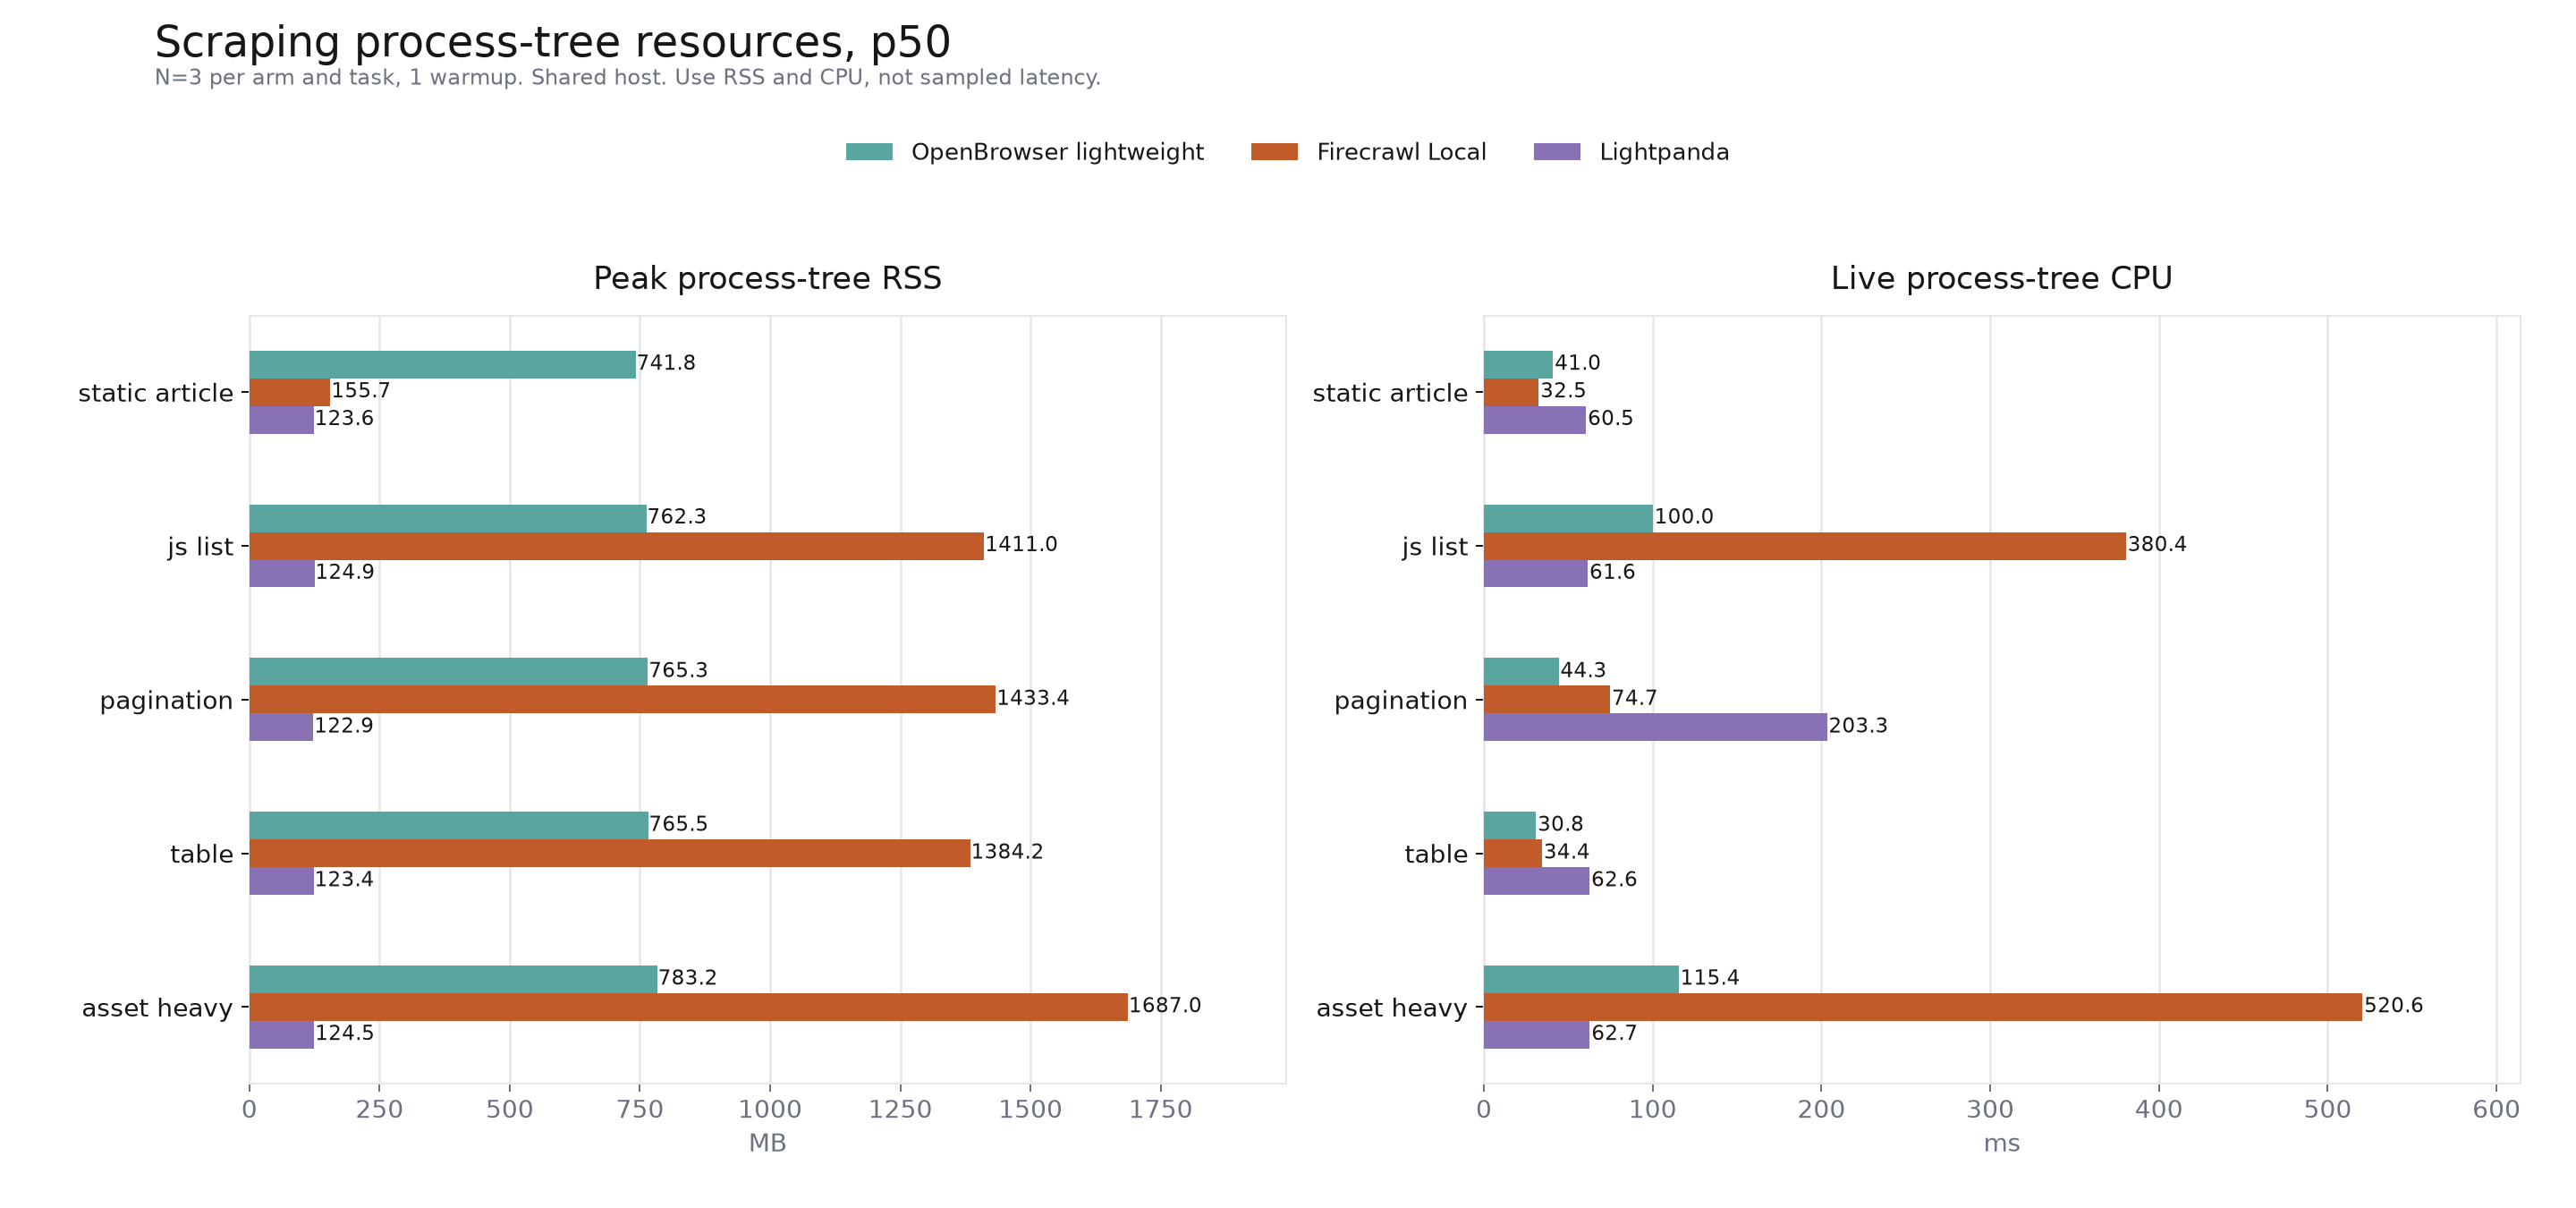 Scraping process-tree resources, p50
N=3 per arm and task, 1 warmup. Shared host. Use RSS and CPU, not sampled latency.
OpenBrowser lightweight Firecrawl Local Lightpanda
Peak process-tree RSS
static article
741.8
155.7
123.6
js list
762.3
1411.0
124.9
pagination
765.3
1433.4
122.9
table
765.5
1384.2
123.4
asset heavy
783.2
1687.0
124.5
0 250 500 750 1000 1250 1500 1750
MB
Live process-tree CPU
static article
41.0
32.5
60.5
js list
100.0
380.4
61.6
pagination
44.3
74.7
203.3
table
30.8
34.4
62.6
asset heavy
115.4
520.6
62.7
0 100 200 300 400 500 600
ms